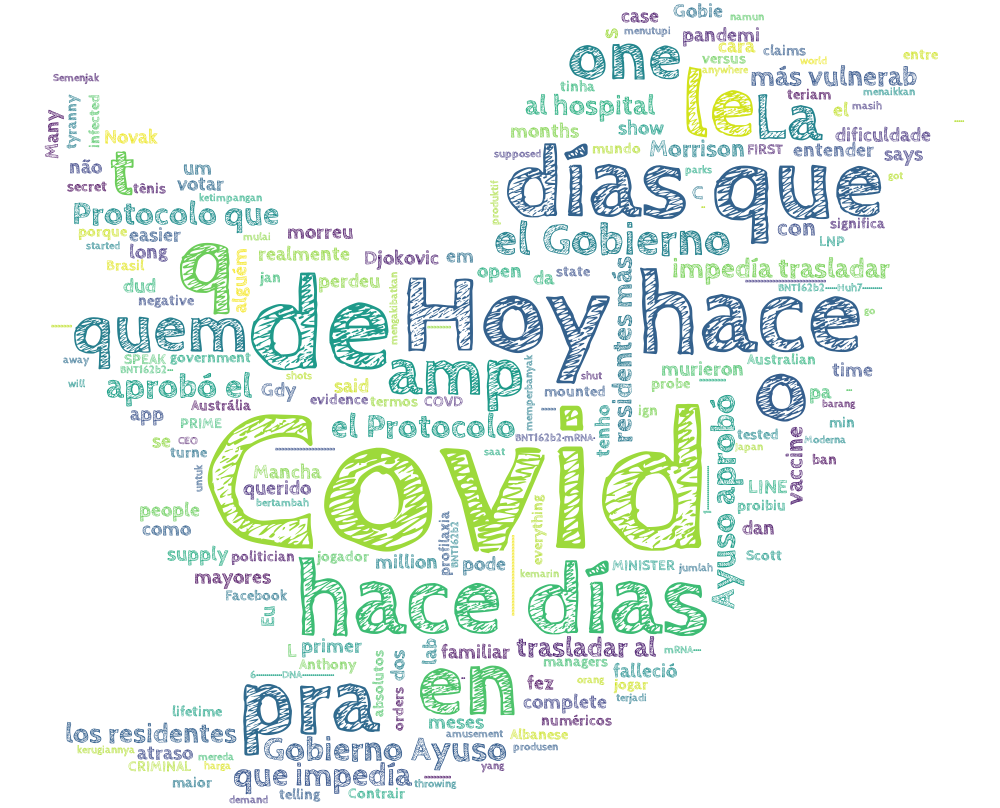 case Gobie namun
s menutupi pandemi
one cara claims entre
versus world
anywhere más vulnerab
Semenjak
tinha le La teriam menaikkan
al hospital el masih
Many tyranny infected
months show dificuldade
Novak
mundo Morrison FIRST entender says
supposed
t não um
días que parks got
secret tênis votar
ketimpangan produktif C
Protocolo que con significa
porque easier mulai morreu el Gobierno LNP
started long realmente Djokovic em
Brasil alguém jan perdeu open da state impedía trasladar
dud q BNT162b2-----Huh7---------
negative mengakibatkan residentes más go
quem de Hoy hace
away SPEAK government Australian
BNT162b2--- murieron time
will shots amp memperbanyak shut probe
aprobó el Gdy said mounted o pa
Austrália evidence termos COVD ign barang
app tenho min
PRIME el Protocolo Ayuso aprobó tested
se CEO BNT162b2-mRNA- Moderna
turne saat japan
untuk Mancha Covid vaccine ban
querido LINE
bertambah
people everything proibiu
como profilaxia BNT162b2 dan
supply politician jogador million pode MINISTER jumlah Scott
mayores kemarin
Facebook hace días
Eu
L primer lab familiar trasladar al mRNA----
Anthony dos managers
6----------DNA------------- falleció
absolutos en fez orang jogar
pra orders complete terjadi
lifetime meses numéricos
los residentes amusement Albanese
kerugiannya atraso mereda Gobierno Ayuso produsen
CRIMINAL harga yang
maior que impedía throwing
demand telling Contrair